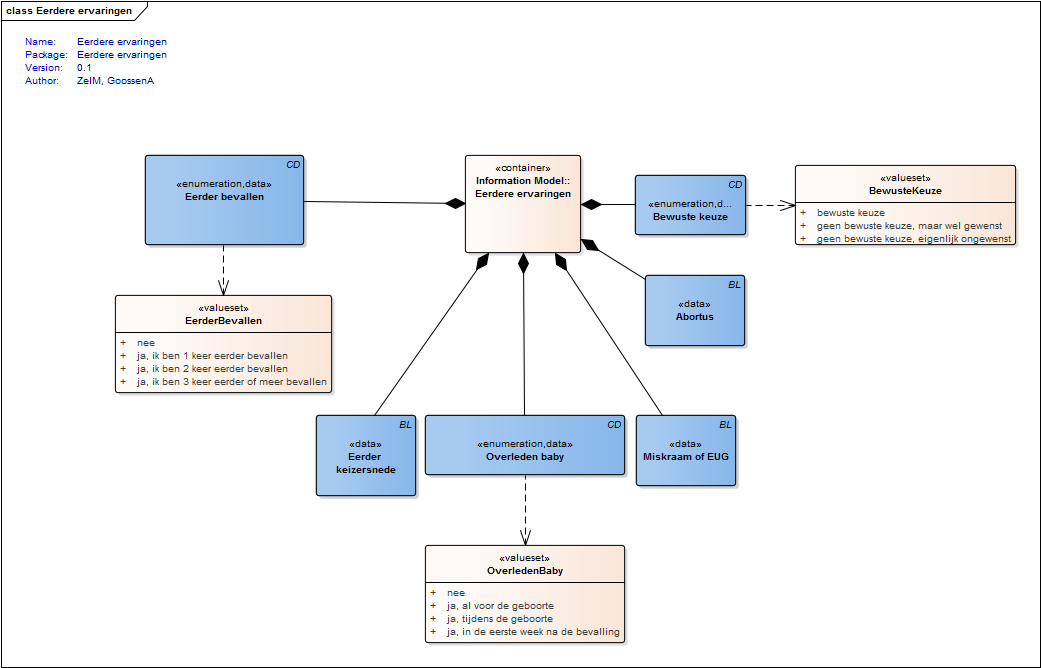 class Eerdere ervaringen
Name: Eerdere ervaringen
Package: Eerdere ervaringen
Version: 0.1
Author: ZelM, GoossenA
CD
«enumeration,data»
Eerder bevallen
«container»
Information Model::
Eerdere ervaringen
CD
«enumeration,d...
Bewuste keuze
«valueset»
BewusteKeuze
+ bewuste keuze
+ geen bewuste keuze, maar wel gewenst
+ geen bewuste keuze, eigenlijk ongewenst
BL
«data»
Abortus
«valueset»
EerderBevallen
+ nee
+ ja, ik ben 1 keer eerder bevallen
+ ja, ik ben 2 keer eerder bevallen
+ ja, ik ben 3 keer eerder of meer bevallen
BL
«data»
Eerder
keizersnede
CD
«enumeration,data»
Overleden baby
BL
«data»
Miskraam of EUG
«valueset»
OverledenBaby
+ nee
+ ja, al voor de geboorte
+ ja, tijdens de geboorte
+ ja, in de eerste week na de bevalling